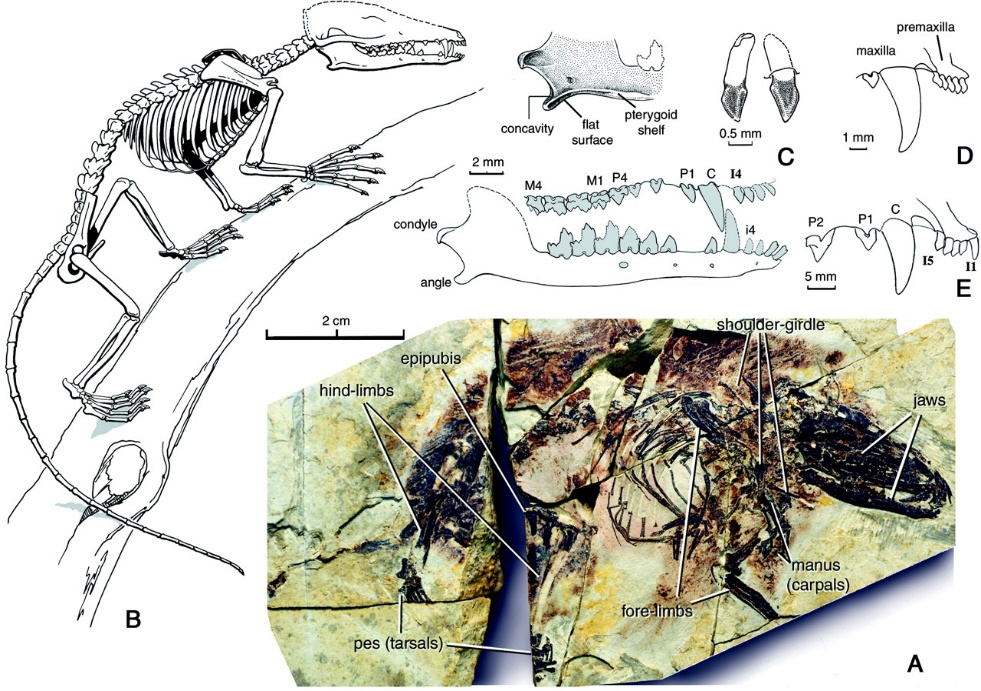 B
concavity
flat
surface
pterygoid
shelf
0.5 mm
C
maxilla
premaxilla
1 mm
D
2 mm
M4
M1
P4
P1
C
I4
condyle
i4
angle
P2
P1
C
I5
I1
5 mm
E
2 cm
epipubis
hind-limbs
shoulder-girdle
jaws
manus
(carpals)
fore-limbs
pes (tarsals)
A